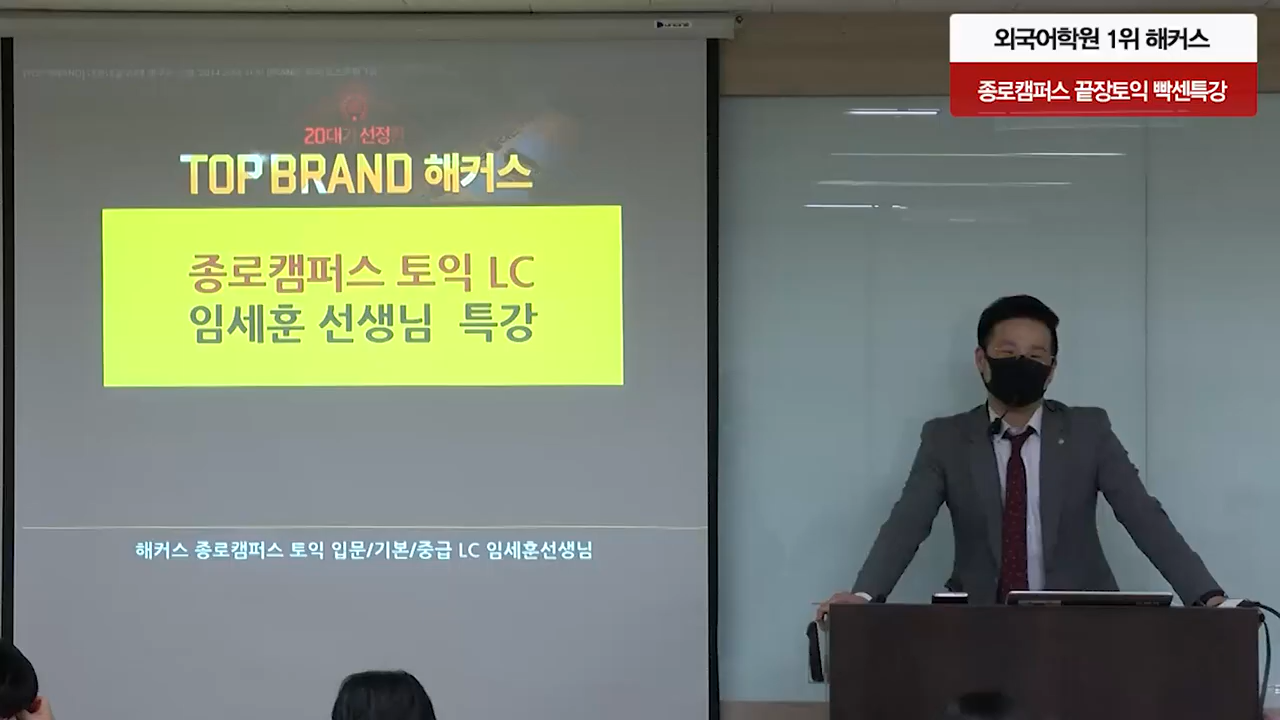 외국어학원 1위 해커스
종로캠퍼스 끝장토익 빡센특강
20대가 선정한
TOP BRAND 해커스
종로캠퍼스 토익 LC
임세훈 선생님 특강
해커스 종로캠퍼스 토익 입문/기본/중급 LC 임세훈선생님